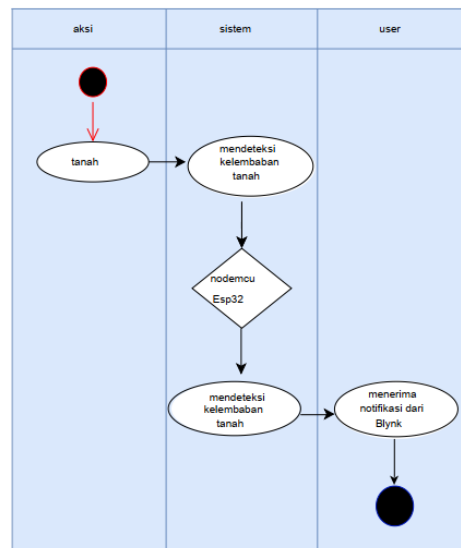 aksi
sistem
user
tanah
mendeteksi
kelembaban
tanah
nodemcu
Esp32
mendeteksi
kelembaban
tanah
menerima
notifikasi dari
Blynk